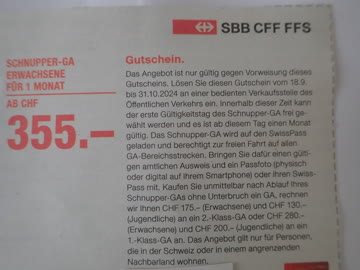 SBB CFF FFS
SCHNUPPER-GA
ERWACHSENE
FÜR 1 MONAT
AB CHF
355.–
Gutschein.
Das Angebot ist nur gültig gegen Vorweisung dieses
Gutscheins. Lösen Sie diesen Gutschein vom 18.9.
bis 31.10.2024 an einer bedienten Verkaufsstelle des
Öffentlichen Verkehrs ein. Innerhalb dieser Zeit kann
der erste Gültigkeitstag des Schnupper-GA frei ge-
wählt werden und es ist ab diesem Tag einen Monat
gültig. Das Schnupper-GA wird auf den SwissPass
geladen und berechtigt zur freien Fahrt auf allen
GA-Bereichsstrecken. Bringen Sie dafür einen gülti-
gen amtlichen Ausweis und ein Passfoto (physisch
oder digital auf Ihrem Smartphone) oder Ihren Swiss-
Pass mit. Kaufen Sie unmittelbar nach Ablauf Ihres
Schnupper-GAs ohne Unterbruch ein GA, rechnen
wir Ihnen CHF 175.– (Erwachsene) und CHF 130.–
(Jugendliche) an ein 2.-Klass-GA oder CHF 280.–
(Erwachsene) und CHF 200.– (Jugendliche) an ein
1.-Klass-GA an. Das Angebot gilt nur für Personen,
die in der Schweiz oder in einem angrenzenden
Nachbarland wohnen.